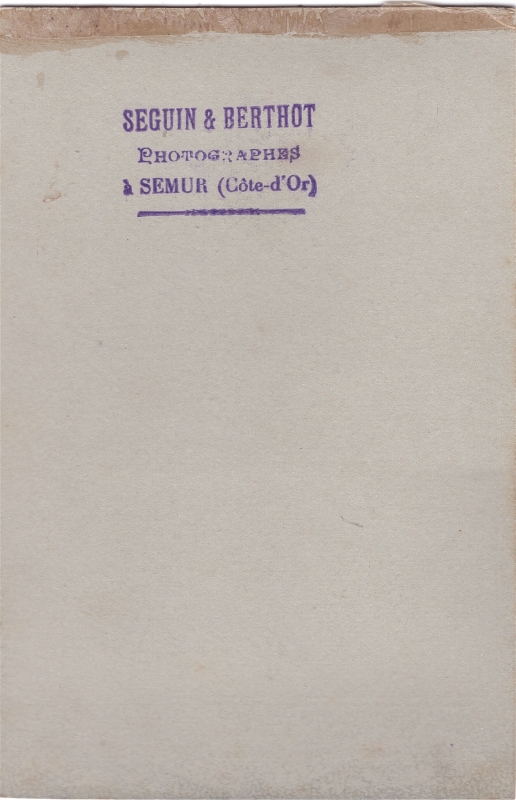 SEGUIN & BERTHOT
PHOTOGRAPHES
à SEMUR (Côte-d'Or)